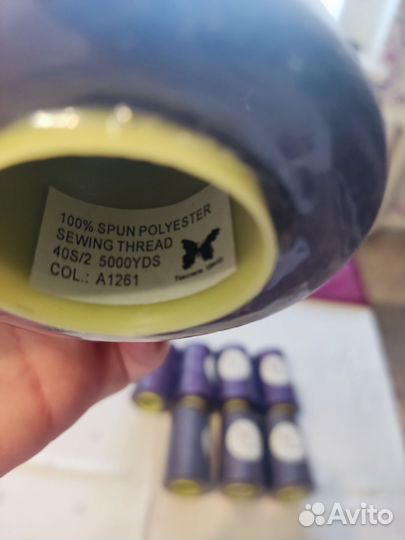 100% SPUN POLYESTER
SEWING THREAD
40S/2 5000YDS
COL.: A1261
Avito